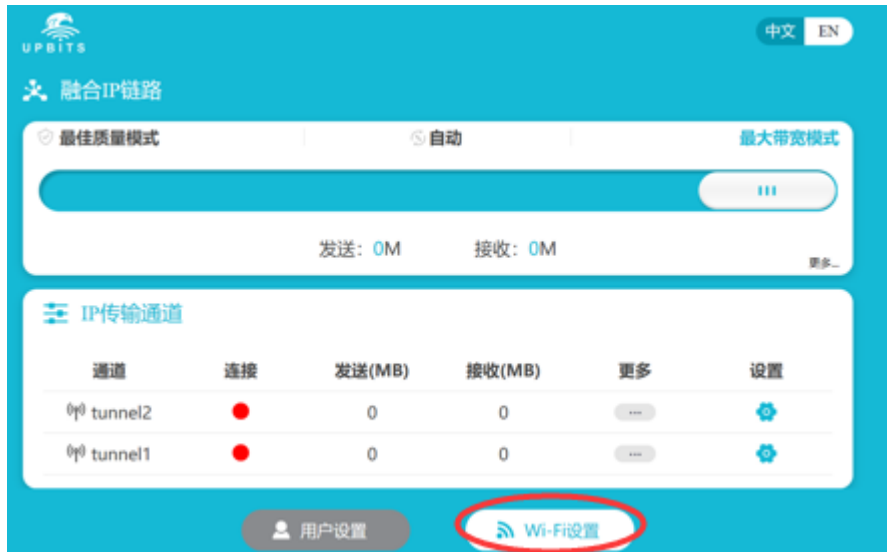 UPBITS
中文 EN
融合IP链路
最佳质量模式 自动 最大带宽模式
发送：0M 接收：0M
更多...
IP传输通道
通道 连接 发送(MB) 接收(MB) 更多 设置
tunnel2 0 0 ...
tunnel1 0 0 ...
用户设置 Wi-Fi设置